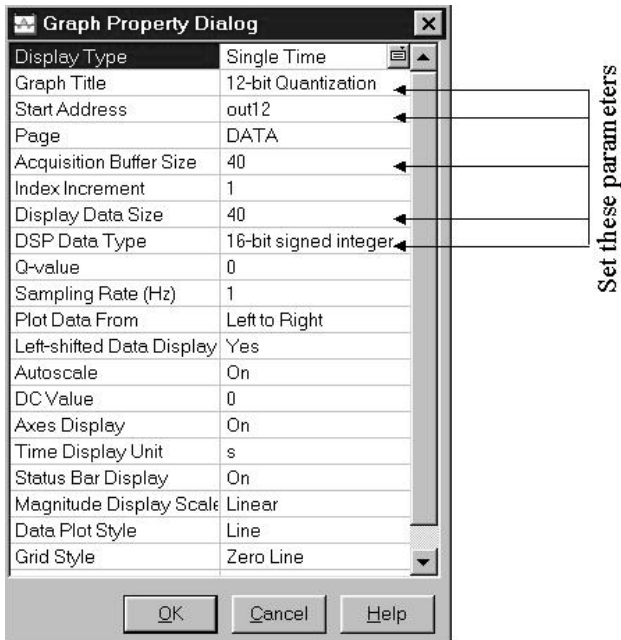 Graph Property Dialog
Display Type Single Time
Graph Title 12-bit Quantization
Start Address out12
Page DATA
Acquisition Buffer Size 40
Index Increment 1
Display Data Size 40
DSP Data Type 16-bit signed integer
Q-value 0
Sampling Rate (Hz) 1
Plot Data From Left to Right
Left-shifted Data Display Yes
Autoscale On
DC Value 0
Axes Display On
Time Display Unit s
Status Bar Display On
Magnitude Display Scale Linear
Data Plot Style Line
Grid Style Zero Line
OK Cancel Help
Set these parameters